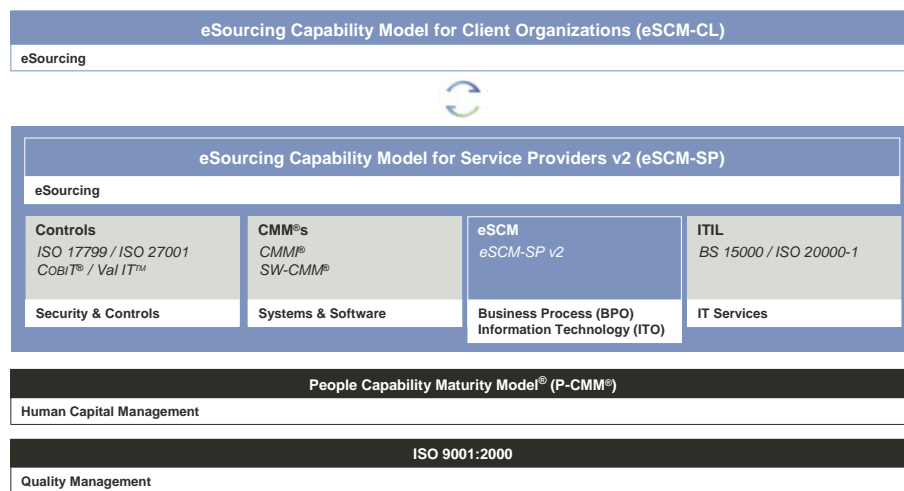 eSourcing Capability Model for Client Organizations (eSCM-CL)
eSourcing
eSourcing Capability Model for Service Providers v2 (eSCM-SP)
eSourcing
Controls
ISO 17799 / ISO 27001
COBIT® / Val IT™
Security & Controls
CMM®s
CMMI®
SW-CMM®
Systems & Software
eSCM
eSCM-SP v2
Business Process (BPO)
Information Technology (ITO)
ITIL
BS 15000 / ISO 20000-1
IT Services
People Capability Maturity Model® (P-CMM®)
Human Capital Management
ISO 9001:2000
Quality Management